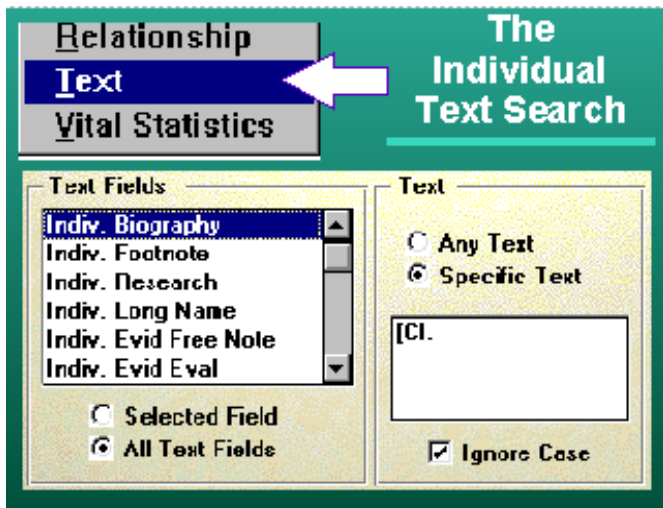 Relationship
Text
Vital Statistics
The
Individual
Text Search
Text Fields
Indiv. Biography
Indiv. Footnote
Indiv. Research
Indiv. Long Name
Indiv. Evid Free Note
Indiv. Evid Eval
Selected Field
All Text Fields
Text
Any Text
Specific Text
[CI.
Ignore Case